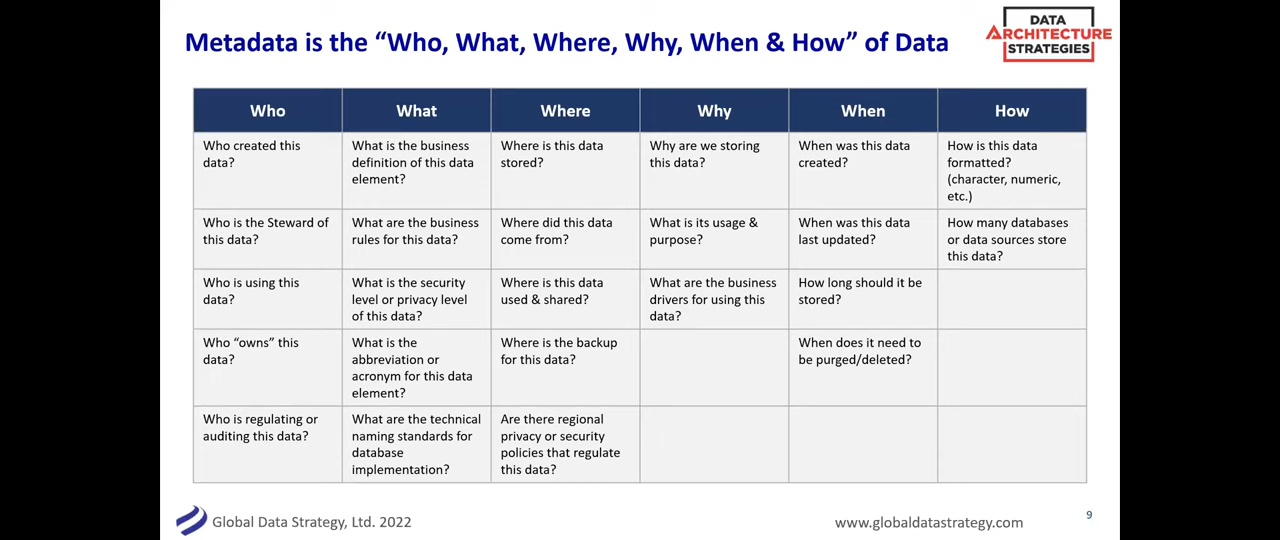 Metadata is the “Who, What, Where, Why, When & How” of Data
DATA
ARCHITECTURE
STRATEGIES
Who
What
Where
Why
When
How
Who created this
data?
What is the business
definition of this data
element?
Where is this data
stored?
Why are we storing
this data?
When was this data
created?
How is this data
formatted?
(character, numeric,
etc.)
Who is the Steward of
this data?
What are the business
rules for this data?
Where did this data
come from?
What is its usage &
purpose?
When was this data
last updated?
How many databases
or data sources store
this data?
Who is using this
data?
What is the security
level or privacy level
of this data?
Where is this data
used & shared?
What are the business
drivers for using this
data?
How long should it be
stored?
Who “owns” this
data?
What is the
abbreviation or
acronym for this data
element?
Where is the backup
for this data?
When does it need to
be purged/deleted?
Who is regulating or
auditing this data?
What are the technical
naming standards for
database
implementation?
Are there regional
privacy or security
policies that regulate
this data?
Global Data Strategy, Ltd. 2022
www.globaldatastrategy.com
9